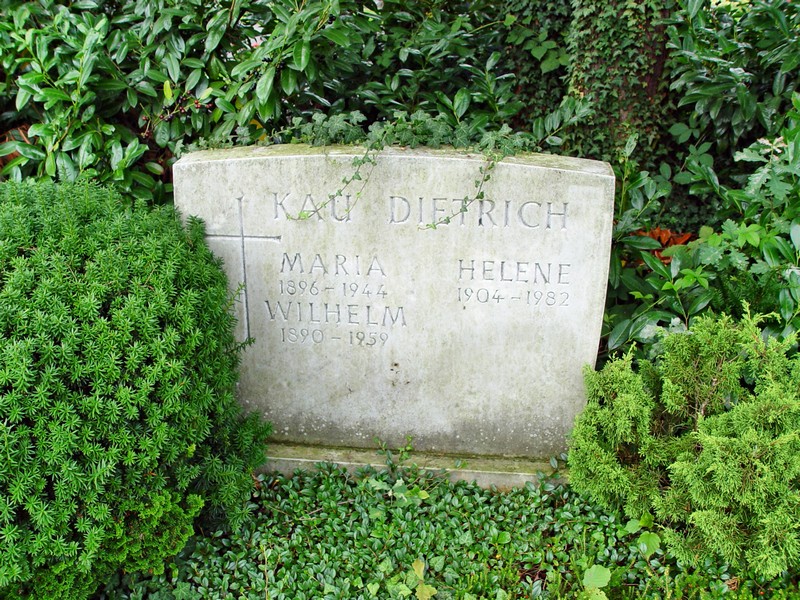 KAU DIETRICH
MARIA HELENE
1896 - 1944 1904 - 1982
WILHELM
1890 - 1959